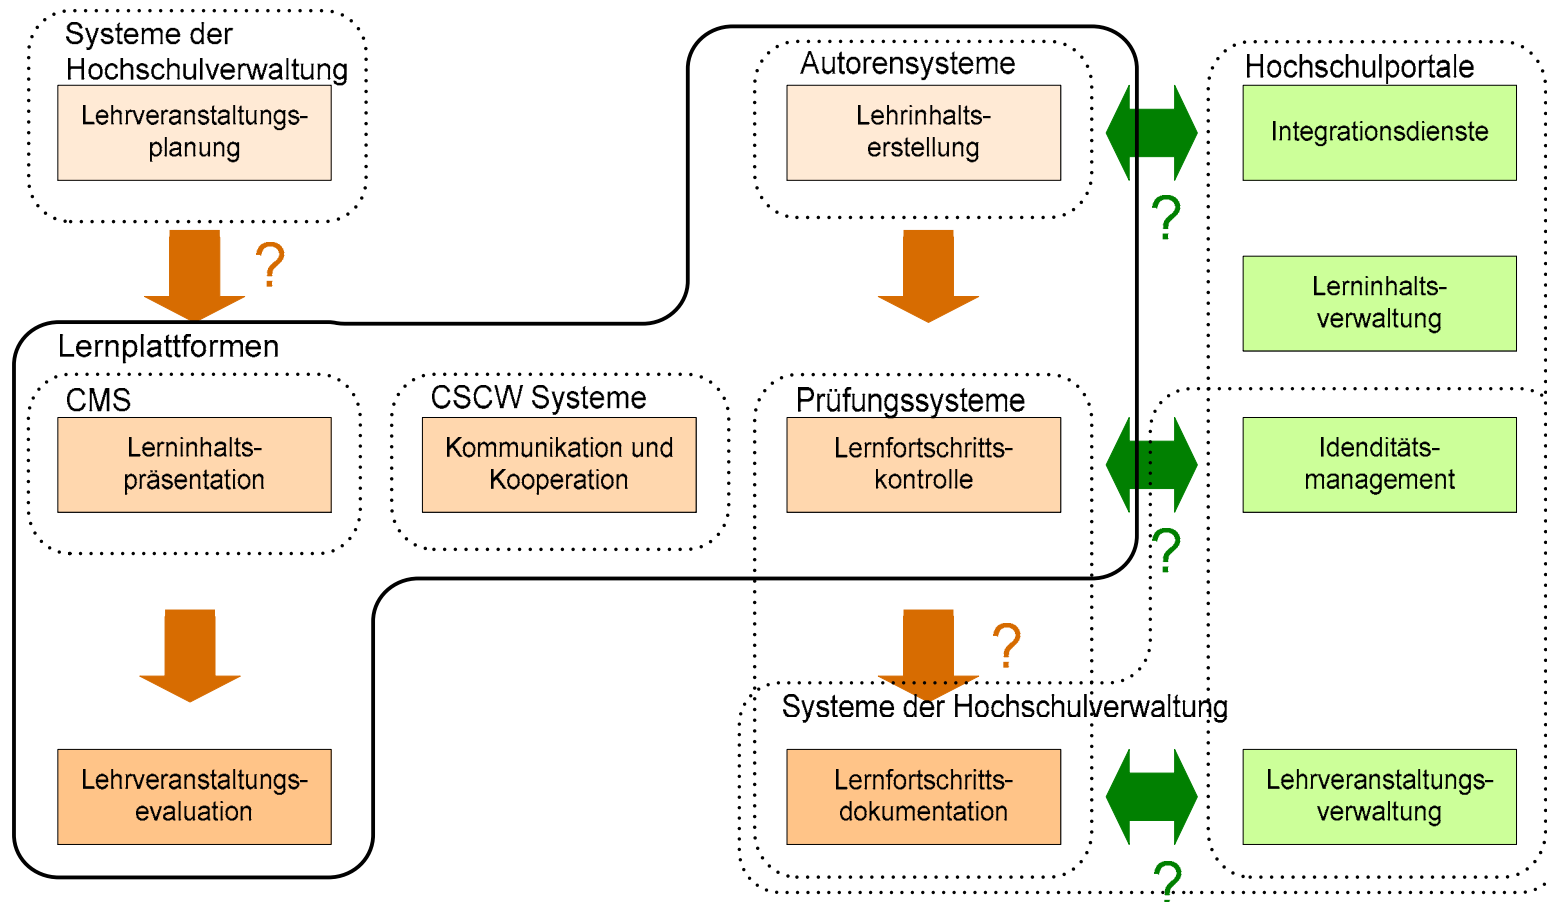 Systeme der
Hochschulverwaltung
Lehrveranstaltungs-
planung
Autorensysteme
Lehrinhalts-
erstellung
Hochschulportale
Integrationsdienste
?
?
Lerninhalts-
verwaltung
Lernplattformen
CMS
Lerninhalts-
präsentation
CSCW Systeme
Kommunikation und
Kooperation
Prüfungssysteme
Lernfortschritts-
kontrolle
Idenditäts-
management
?
?
Systeme der Hochschulverwaltung
Lehrveranstaltungs-
evaluation
Lernfortschritts-
dokumentation
Lehrveranstaltungs-
verwaltung
?